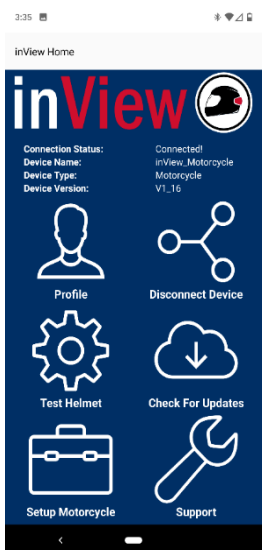 3:35
inView Home
inView
Connection Status: Connected!
Device Name: inView_Motorcycle
Device Type: Motorcycle
Device Version: V1_16
Profile Disconnect Device
Test Helmet Check For Updates
Setup Motorcycle Support